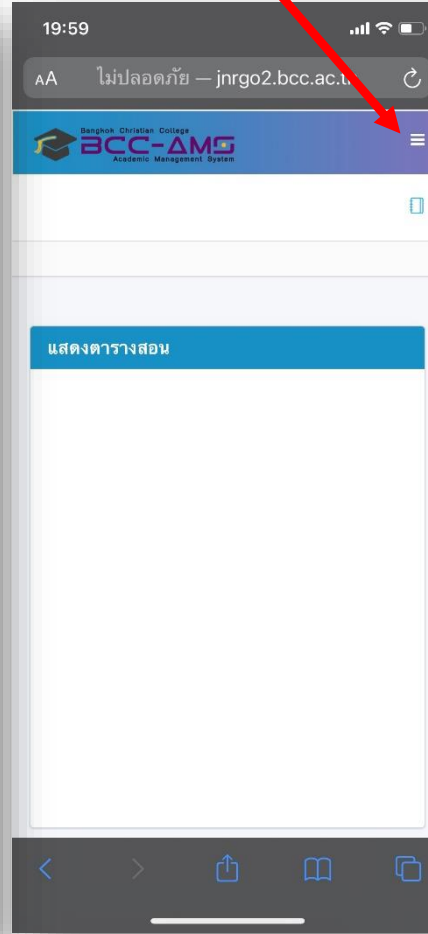 19:59
AA ไม่ปลอดภัย — jnrgo2.bcc.ac.t
Bangkok Christian College
BCC-AMS
Academic Management System
แสดงตารางสอน